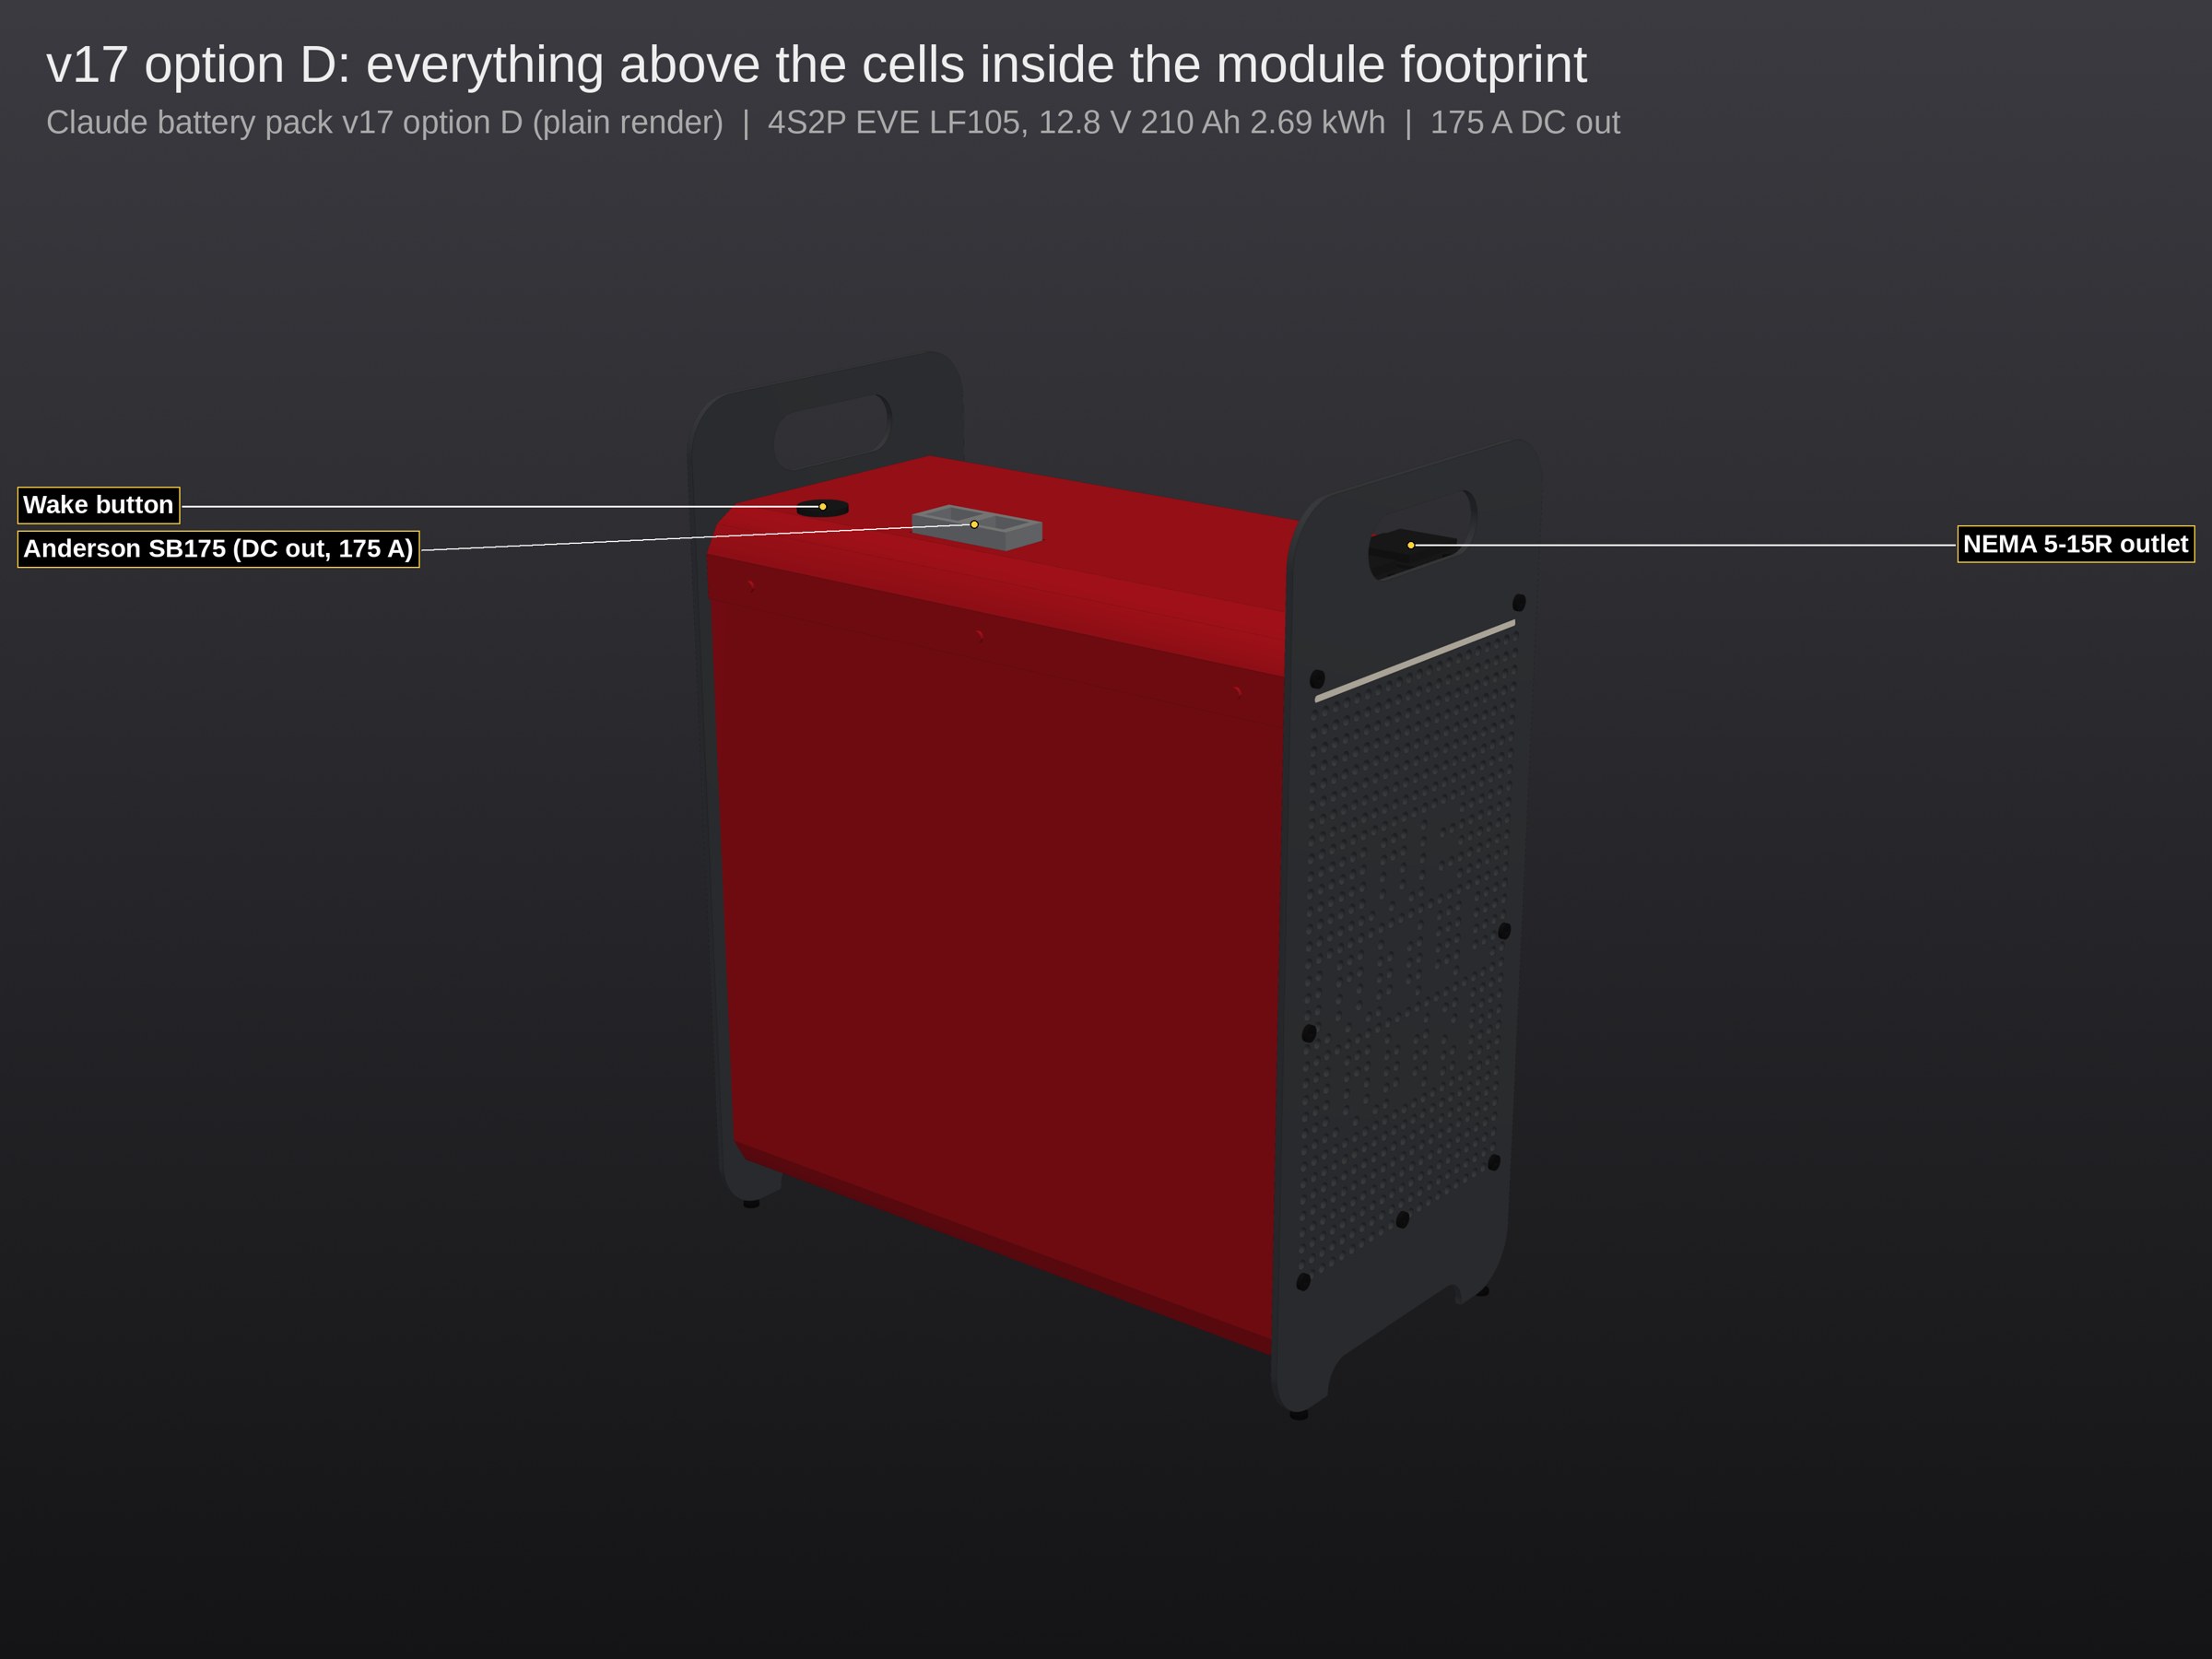 v17 option D: everything above the cells inside the module footprint
Claude battery pack v17 option D (plain render) | 4S2P EVE LF105, 12.8 V 210 Ah 2.69 kWh | 175 A DC out
Wake button
Anderson SB175 (DC out, 175 A)
NEMA 5-15R outlet